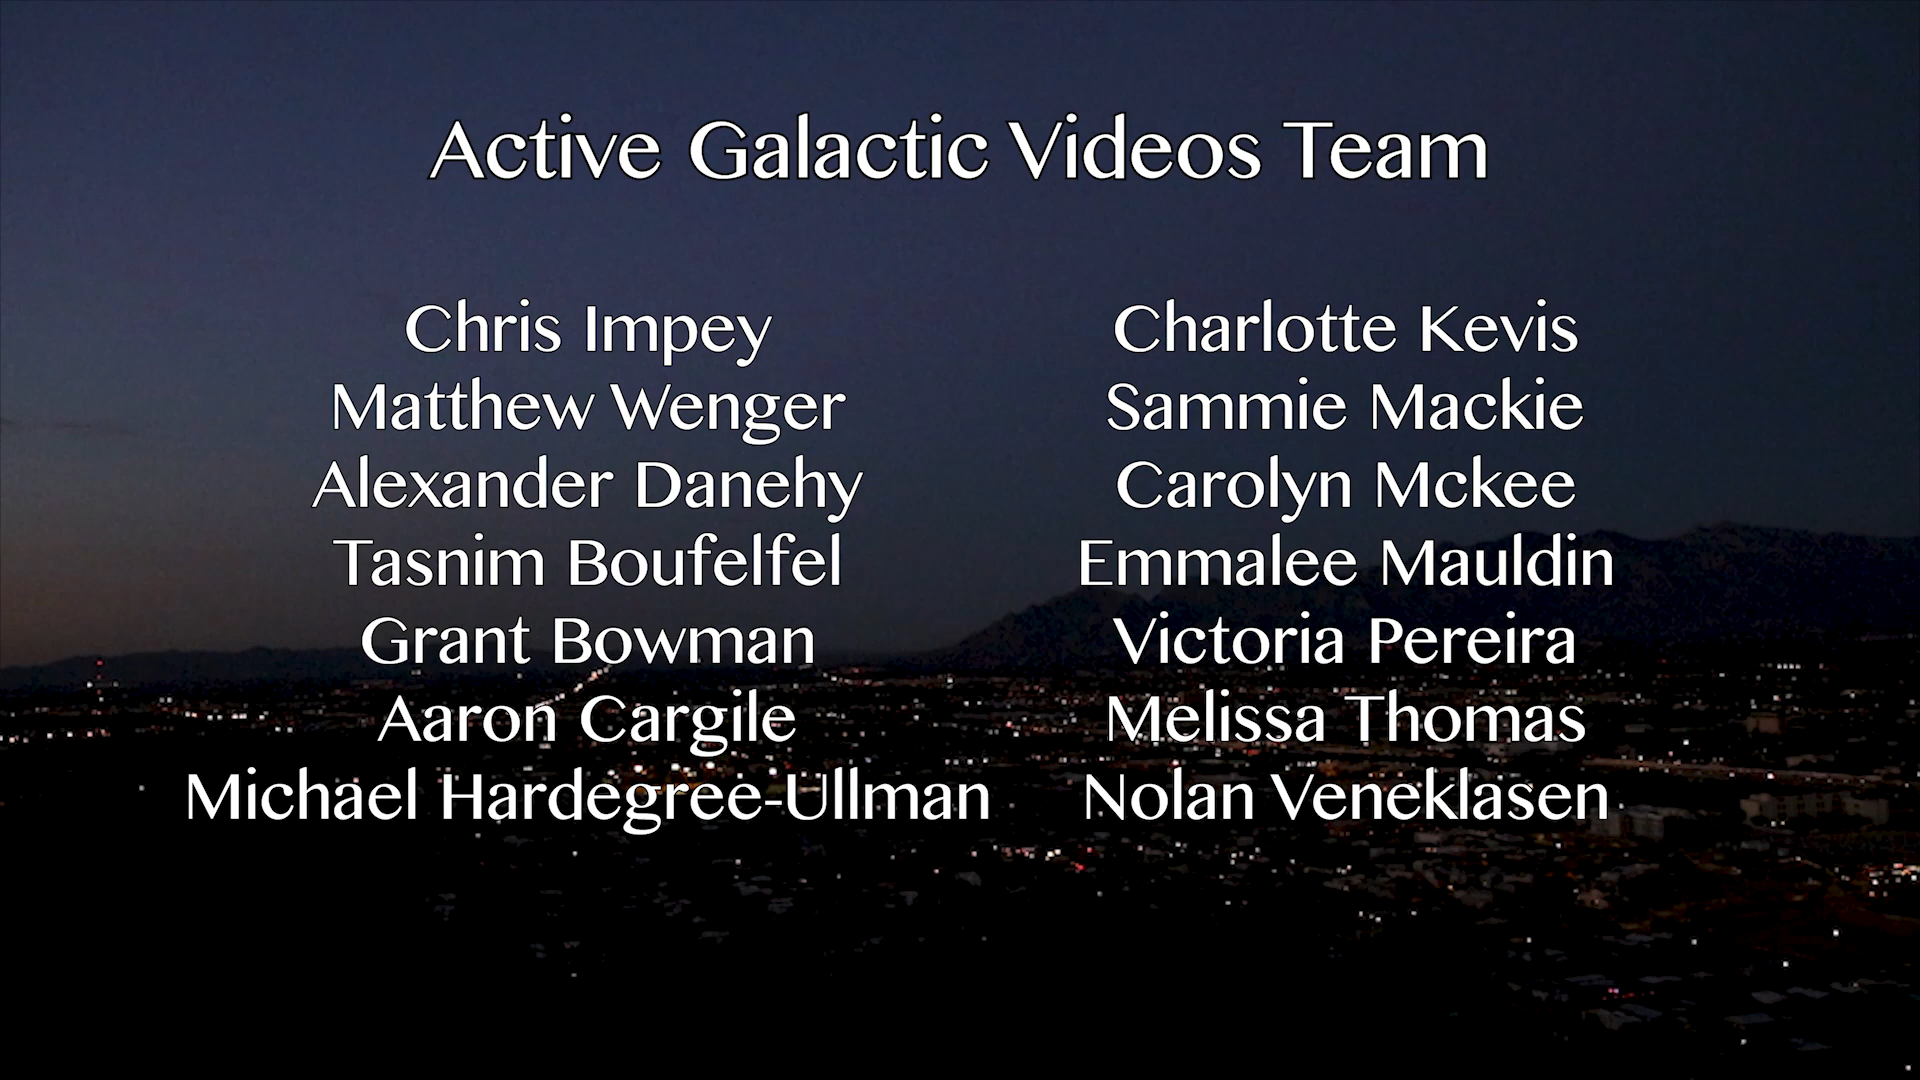 Active Galactic Videos Team
Chris Impey
Matthew Wenger
Alexander Danehy
Tasnim Boufelfel
Grant Bowman
Aaron Cargile
Michael Hardegree-Ullman
Charlotte Kevis
Sammie Mackie
Carolyn Mckee
Emmalee Mauldin
Victoria Pereira
Melissa Thomas
Nolan Veneklasen